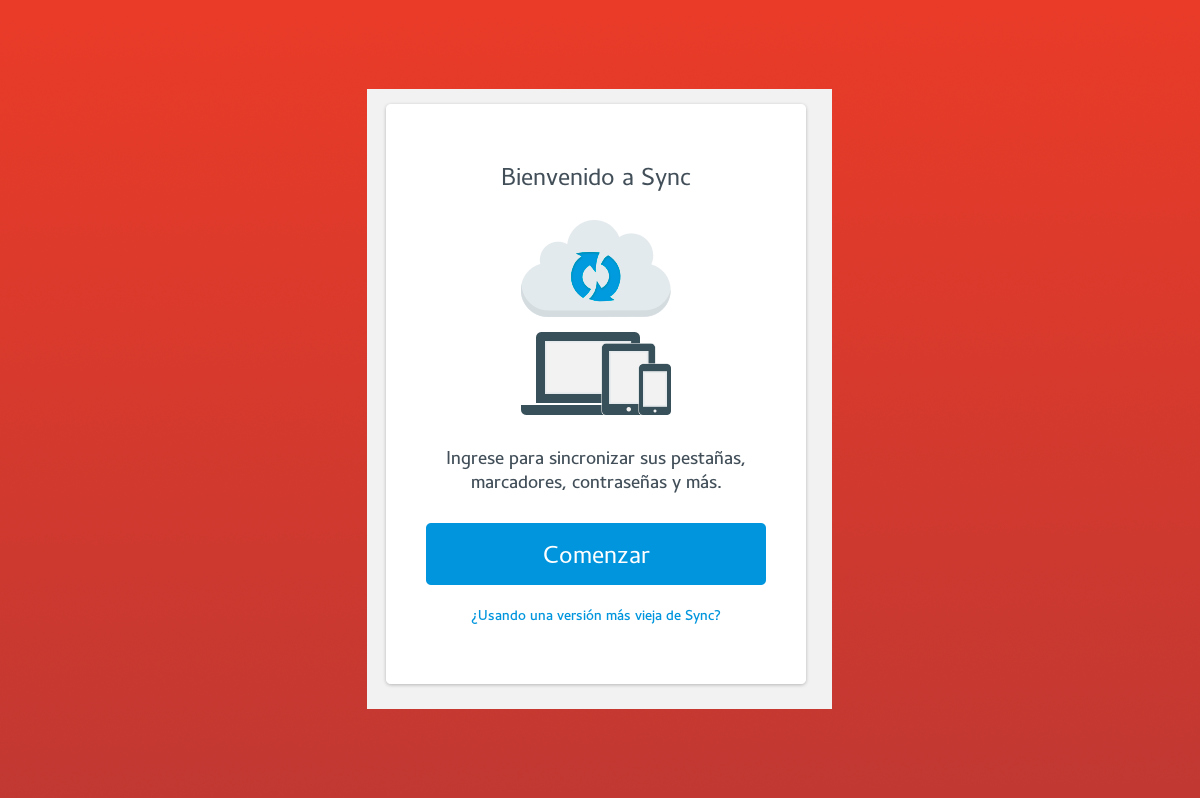 Bienvenido a Sync
Ingrese para sincronizar sus pestañas,
marcadores, contraseñas y más.
Comenzar
¿Usando una versión más vieja de Sync?